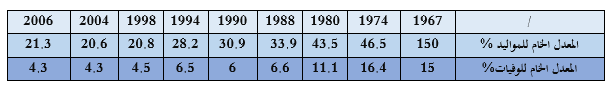 / 1967 1974 1980 1988 1990 1994 1998 2004 2006
المعدل الخام للمواليد % 150 46.5 43.5 33.9 30.9 28.2 20.8 20.6 21.3
المعدل الخام للوفيات% 15 16.4 11.1 6.6 6 6.5 4.5 4.3 4.3